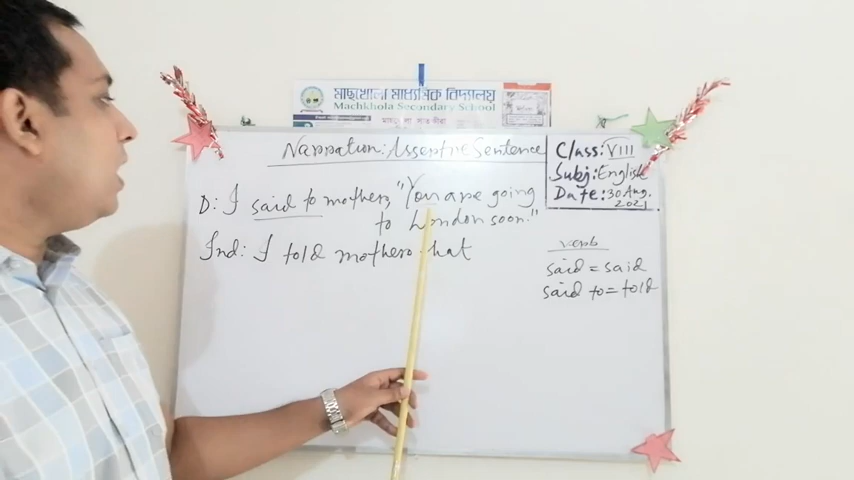 মাছখোলা মাধ্যমিক বিদ্যালয়
Machkhola Secondary School
Narration: Assertive Sentence
Class: VIII
Subj: English
Date: 30 Aug. 2021
D: I said to mother, "You are going
to London soon."
Ind: I told mother that
verb
said = said
said to = told